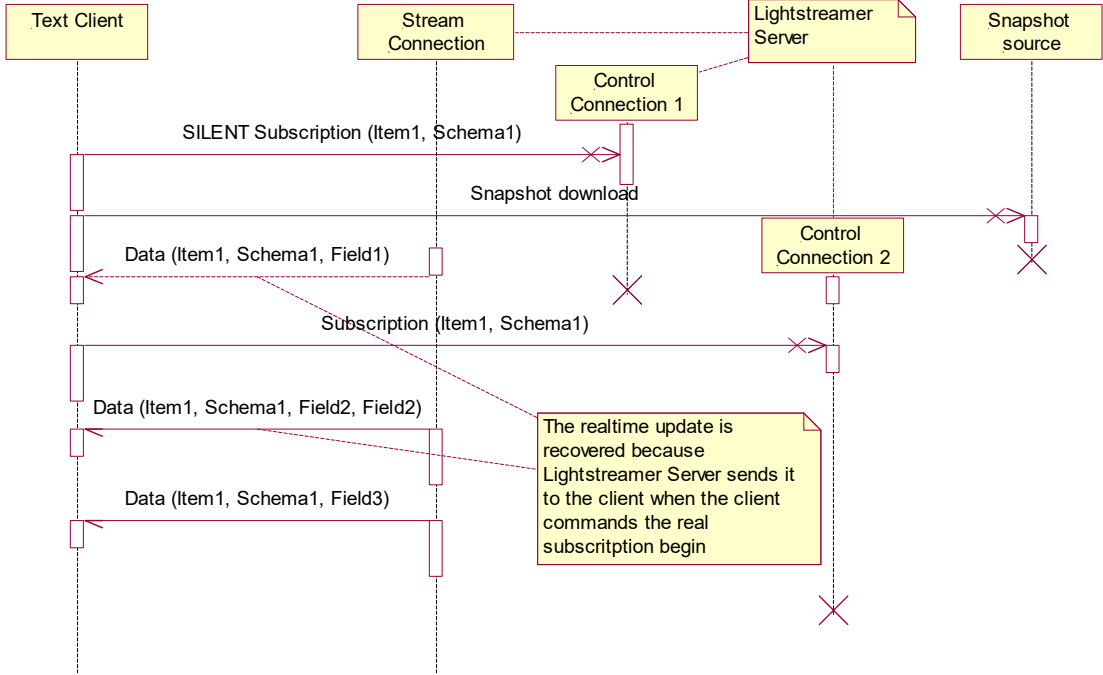 Text Client
Stream
Connection
Lightstreamer
Server
Snapshot
source
Control
Connection 1
SILENT Subscription (Item1, Schema1)
Snapshot download
Control
Connection 2
Data (Item1, Schema1, Field1)
Subscription (Item1, Schema1)
Data (Item1, Schema1, Field2, Field2)
The realtime update is
recovered because
Lightstreamer Server sends it
to the client when the client
commands the real
subscritption begin
Data (Item1, Schema1, Field3)